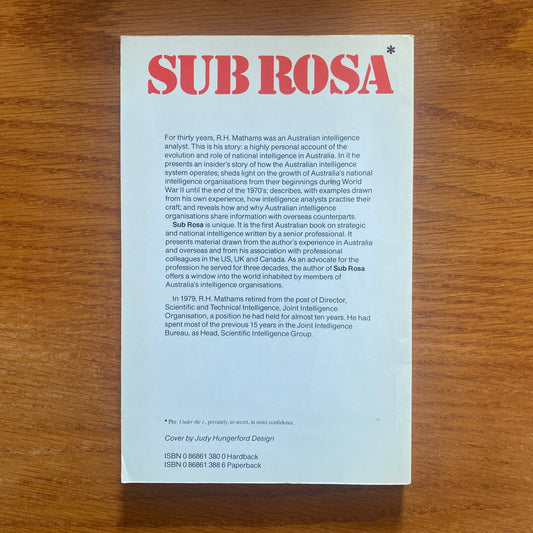 SUB ROSA*
For thirty years, R.H. Mathams was an Australian intelligence
analyst. This is his story: a highly personal account of the
evolution and role of national intelligence in Australia. In it he
presents an insider's story of how the Australian intelligence
system operates; sheds light on the growth of Australia's national
intelligence organisations from their beginnings during World
War II until the end of the 1970's; describes, with examples drawn
from his own experience, how intelligence analysts practise their
craft; and reveals how and why Australian intelligence
organisations share information with overseas counterparts.
Sub Rosa is unique. It is the first Australian book on strategic
and national intelligence written by a senior professional. It
presents material drawn from the author's experience in Australia
and overseas and from his association with professional
colleagues in the US, UK and Canada. As an advocate for the
profession he served for three decades, the author of Sub Rosa
offers a window into the world inhabited by members of
Australia's intelligence organisations.
In 1979, R.H. Mathams retired from the post of Director,
Scientific and Technical Intelligence, Joint Intelligence
Organisation, a position he had held for almost ten years. He had
spent most of the previous 15 years in the Joint Intelligence
Bureau, as Head, Scientific Intelligence Group.
* Phr. Under the r., privately, in secret, in strict confidence.
Cover by Judy Hungerford Design
ISBN 0 86861 380 0 Hardback
ISBN 0 86861 388 6 Paperback